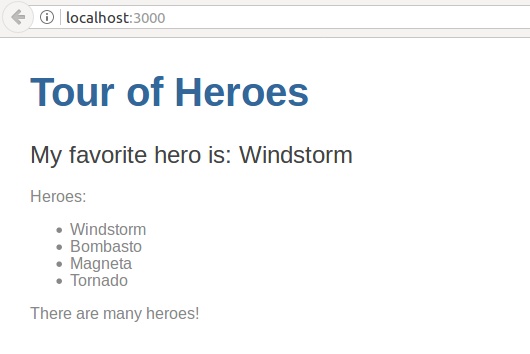 localhost:3000
Tour of Heroes
My favorite hero is: Windstorm
Heroes:
Windstorm
Bombasto
Magneta
Tornado
There are many heroes!